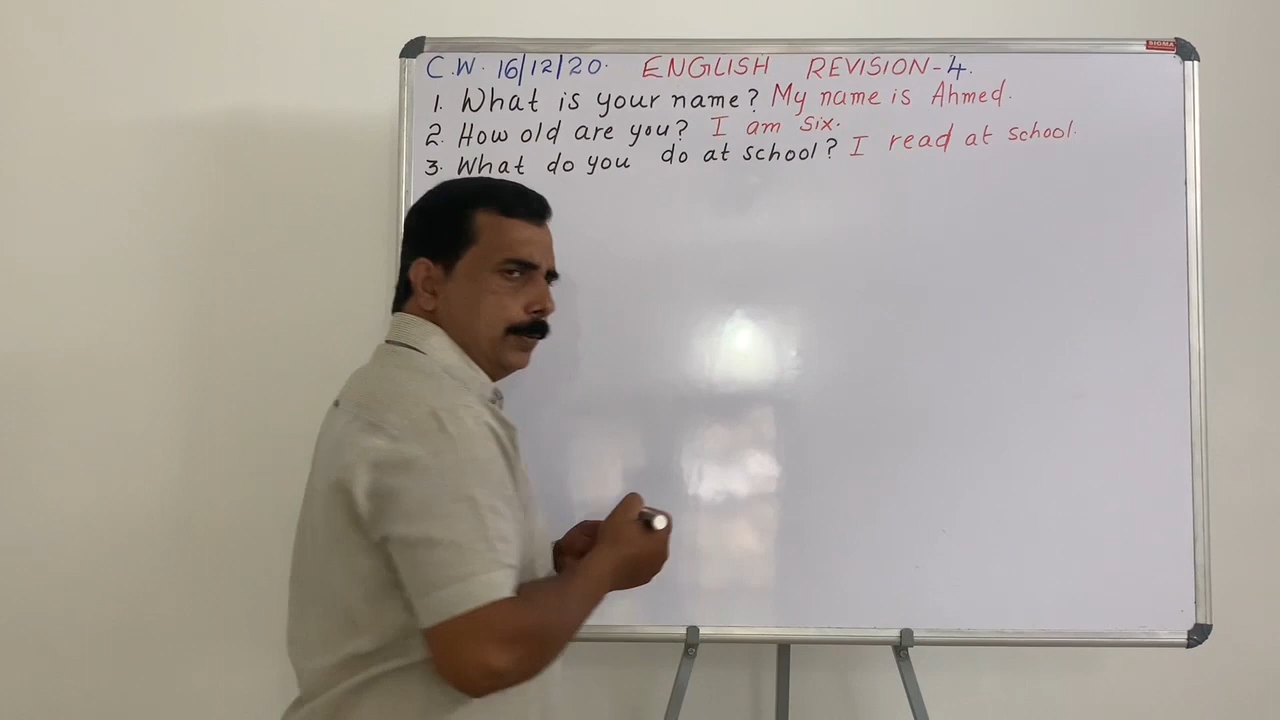 SIGMA
C.W. 16/12/20. ENGLISH REVISION-4.
1. What is your name? My name is Ahmed.
2. How old are you? I am Six.
3. What do you do at school? I read at school.